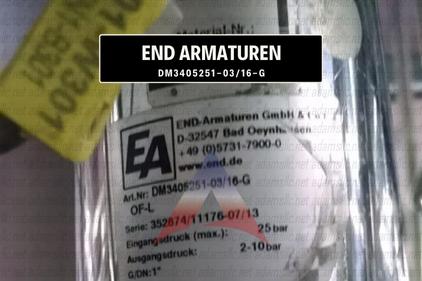 END ARMATUREN
DM3405251-03/16-G
Material-Nr.:
EA
END-Armaturen GmbH &
D-32547 Bad Oeynhausen
+49 (0)5731-7900-0
www.end.de
Art.Nr: DM3405251-03/16-G
OF-L
Serie: 352874/11176-07/13
Eingangsdruck (max.): 25 bar
Ausgangsdruck: 2-10 bar
G/DN: 1"